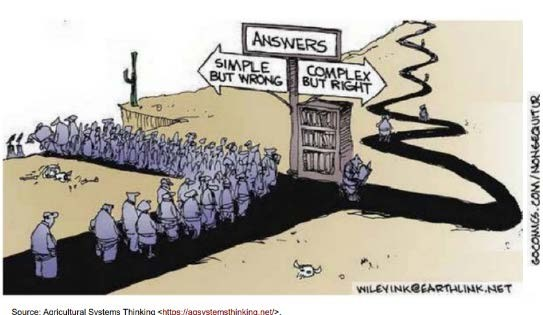 ANSWERS
SIMPLE
BUT WRONG
COMPLEX
BUT RIGHT
GOCOMICS.COM/NONSEQUITUR
WILEYINK@EARTHLINK.NET
Source: Agricultural Systems Thinking <https://agsystemsthinking.net/>.